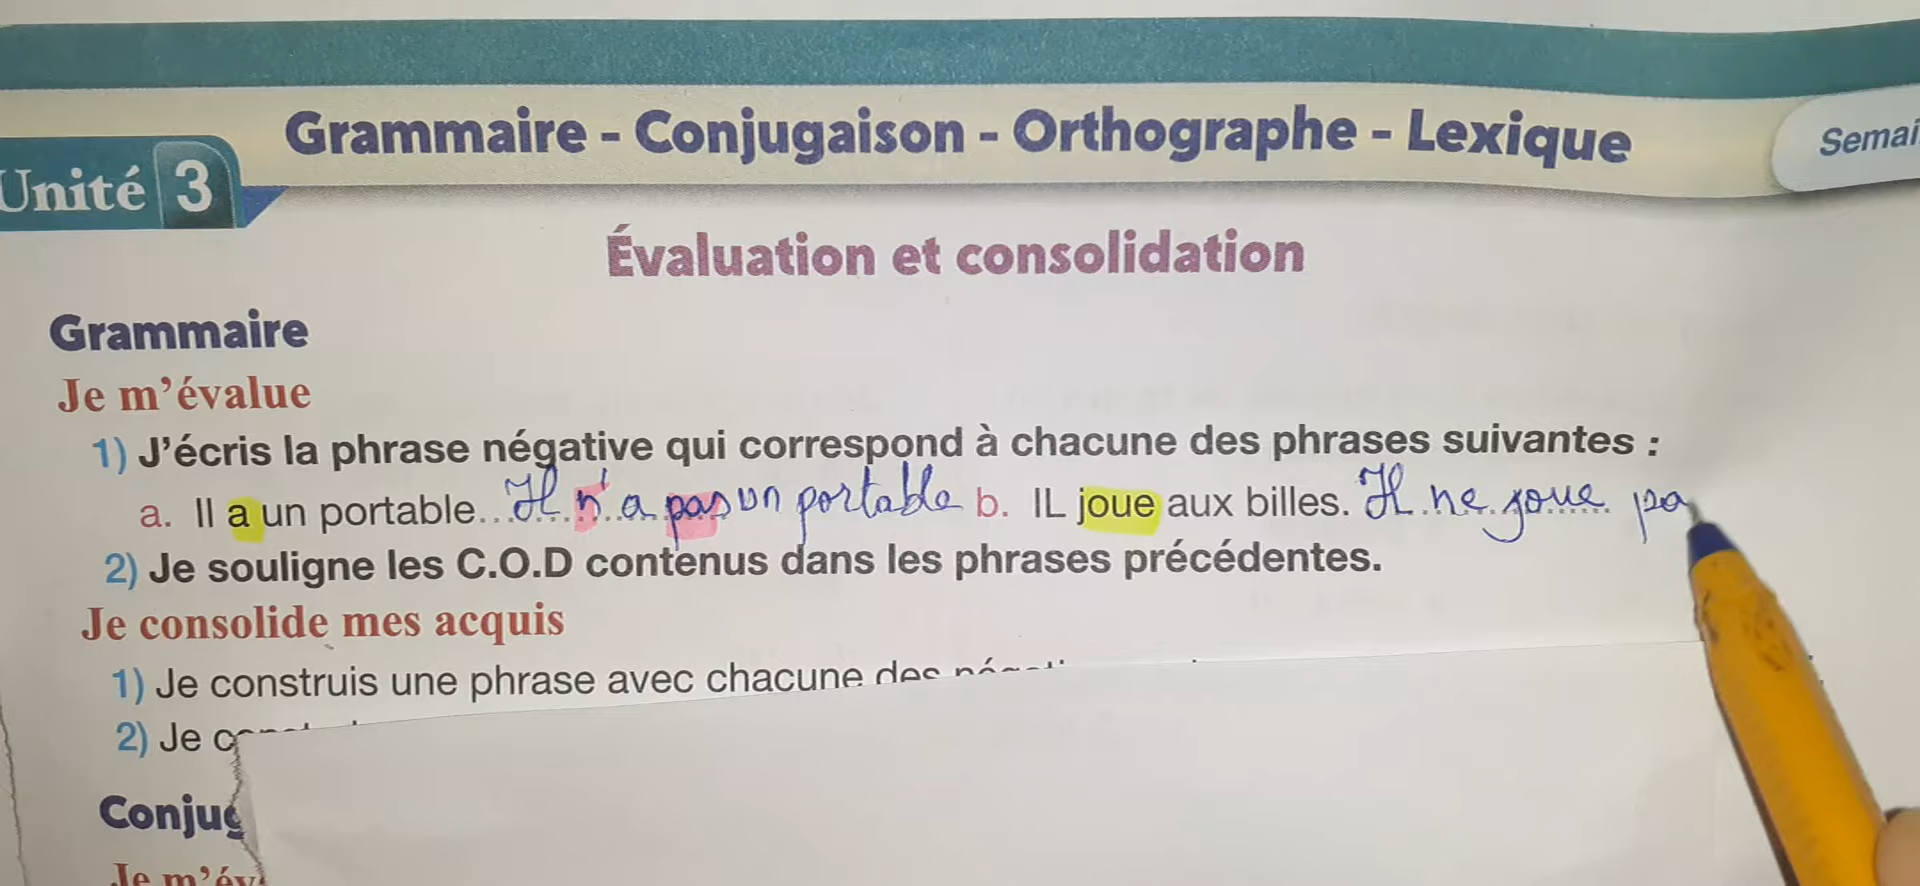 Grammaire - Conjugaison - Orthographe - Lexique
Semai
Unité 3
Évaluation et consolidation
Grammaire
Je m'évalue
1) J'écris la phrase négative qui correspond à chacune des phrases suivantes :
a. Il a un portable... Il n'a pas un portable b. IL joue aux billes. Il ne joue pa
2) Je souligne les C.O.D contenus dans les phrases précédentes.
Je consolide mes acquis
1) Je construis une phrase avec chacune des
2) Je
Conjug
Je m'év